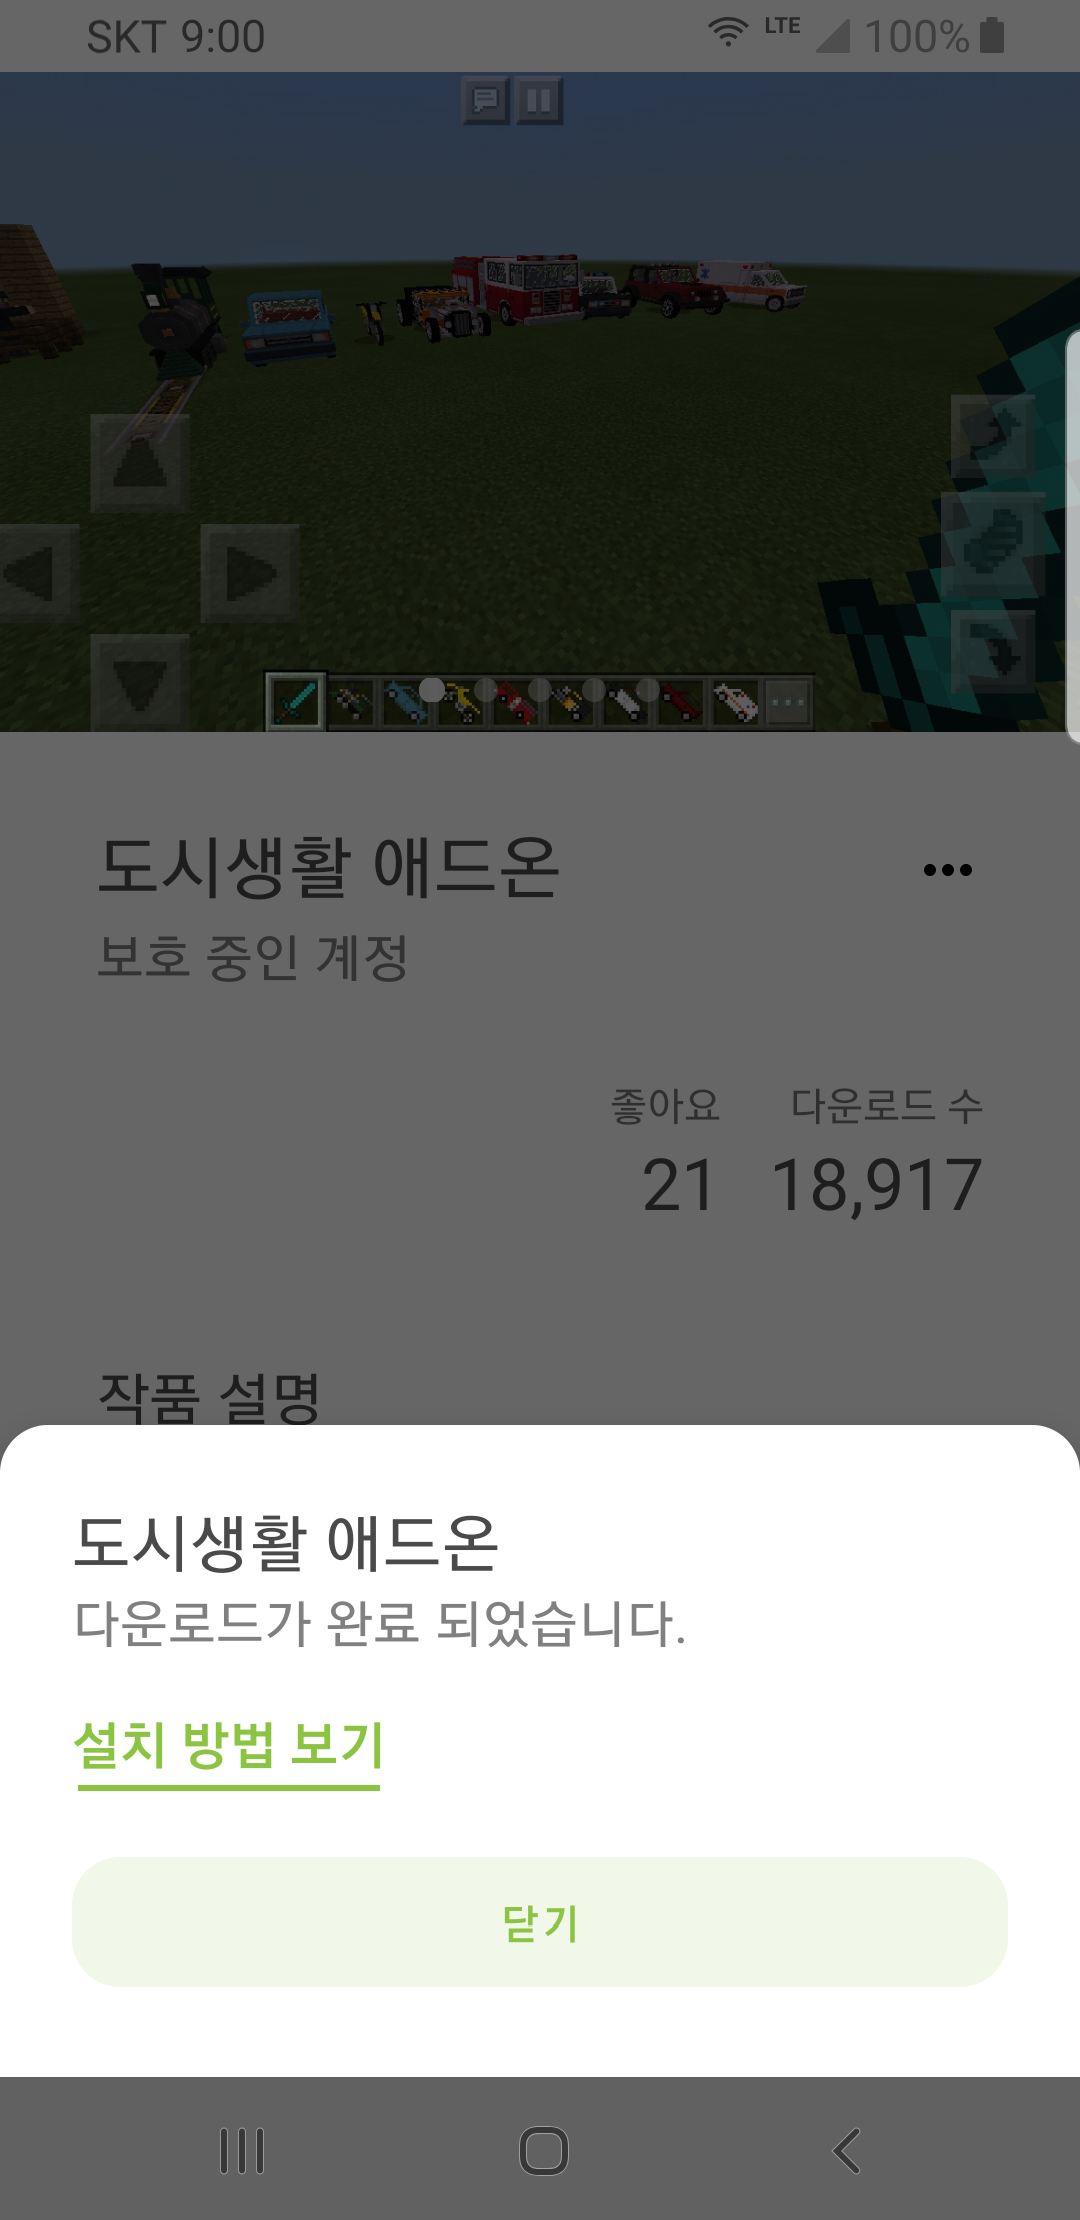 SKT 9:00 LTE 100%
도시생활 애드온
보호 중인 계정
좋아요 다운로드 수
21 18,917
작품 설명
도시생활 애드온
다운로드가 완료 되었습니다.
설치 방법 보기
닫기